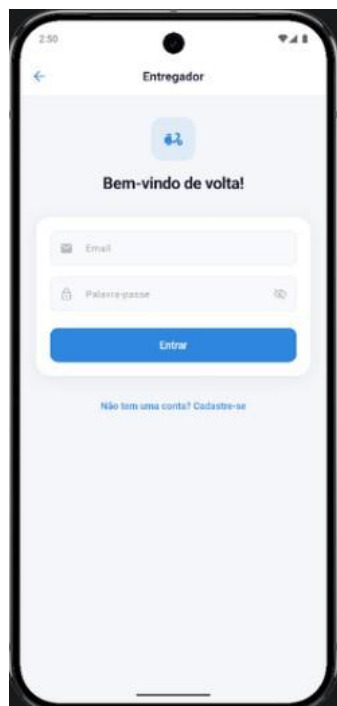 2:50
Entregador
Bem-vindo de volta!
Email
Palavra-passe
Entrar
Não tem uma conta? Cadastre-se